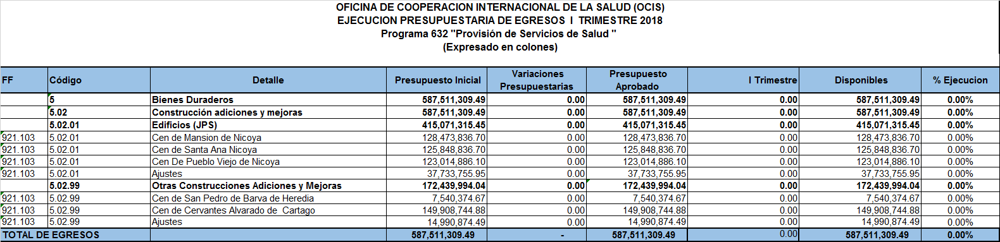 OFICINA DE COOPERACION INTERNACIONAL DE LA SALUD (OCIS)
EJECUCION PRESUPUESTARIA DE EGRESOS I TRIMESTRE 2018
Programa 632 "Provisión de Servicios de Salud "
(Expresado en colones)
FF Código Detalle Presupuesto Inicial Variaciones Presupuestarias Presupuesto Aprobado I Trimestre Disponibles % Ejecucion
5 Bienes Duraderos 587,511,309.49 0.00 587,511,309.49 0.00 587,511,309.49 0.00%
5.02 Construcción adiciones y mejoras 587,511,309.49 0.00 587,511,309.49 0.00 587,511,309.49 0.00%
5.02.01 Edificios (JPS) 415,071,315.45 0.00 415,071,315.45 0.00 415,071,315.45 0.00%
921.103 5.02.01 Cen de Mansion de Nicoya 128,473,836.70 0.00 128,473,836.70 0.00 128,473,836.70 0.00%
921.103 5.02.01 Cen de Santa Ana Nicoya 125,848,836.70 0.00 125,848,836.70 0.00 125,848,836.70 0.00%
921.103 5.02.01 Cen De Pueblo Viejo de Nicoya 123,014,886.10 0.00 123,014,886.10 0.00 123,014,886.10 0.00%
921.103 5.02.01 Ajustes 37,733,755.95 0.00 37,733,755.95 0.00 37,733,755.95 0.00%
5.02.99 Otras Construcciones Adiciones y Mejoras 172,439,994.04 0.00 172,439,994.04 0.00 172,439,994.04 0.00%
921.103 5.02.99 Cen de San Pedro de Barva de Heredia 7,540,374.67 0.00 7,540,374.67 0.00 7,540,374.67 0.00%
921.103 5.02.99 Cen de Cervantes Alvarado de Cartago 149,908,744.88 0.00 149,908,744.88 0.00 149,908,744.88 0.00%
921.103 5.02.99 Ajustes 14,990,874.49 0.00 14,990,874.49 0.00 14,990,874.49 0.00%
TOTAL DE EGRESOS 587,511,309.49 - 587,511,309.49 0.00 587,511,309.49 0.00%